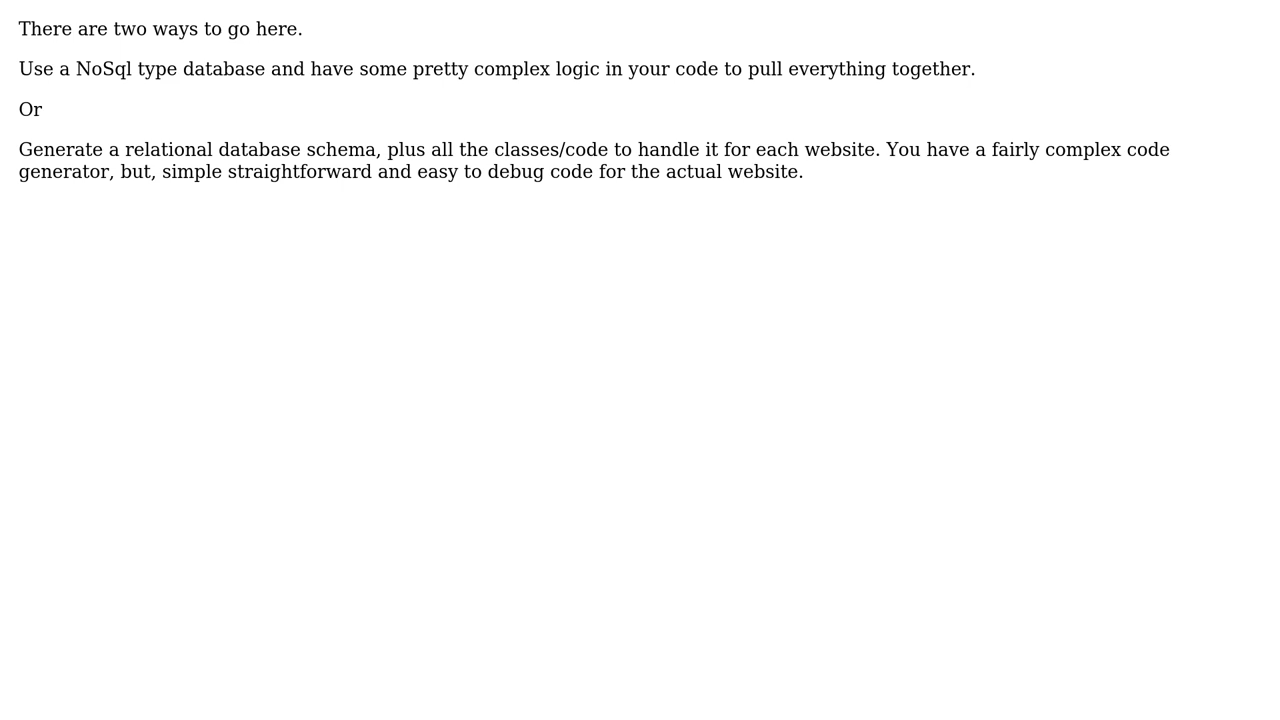 There are two ways to go here.
Use a NoSql type database and have some pretty complex logic in your code to pull everything together.
Or
Generate a relational database schema, plus all the classes/code to handle it for each website. You have a fairly complex code
generator, but, simple straightforward and easy to debug code for the actual website.